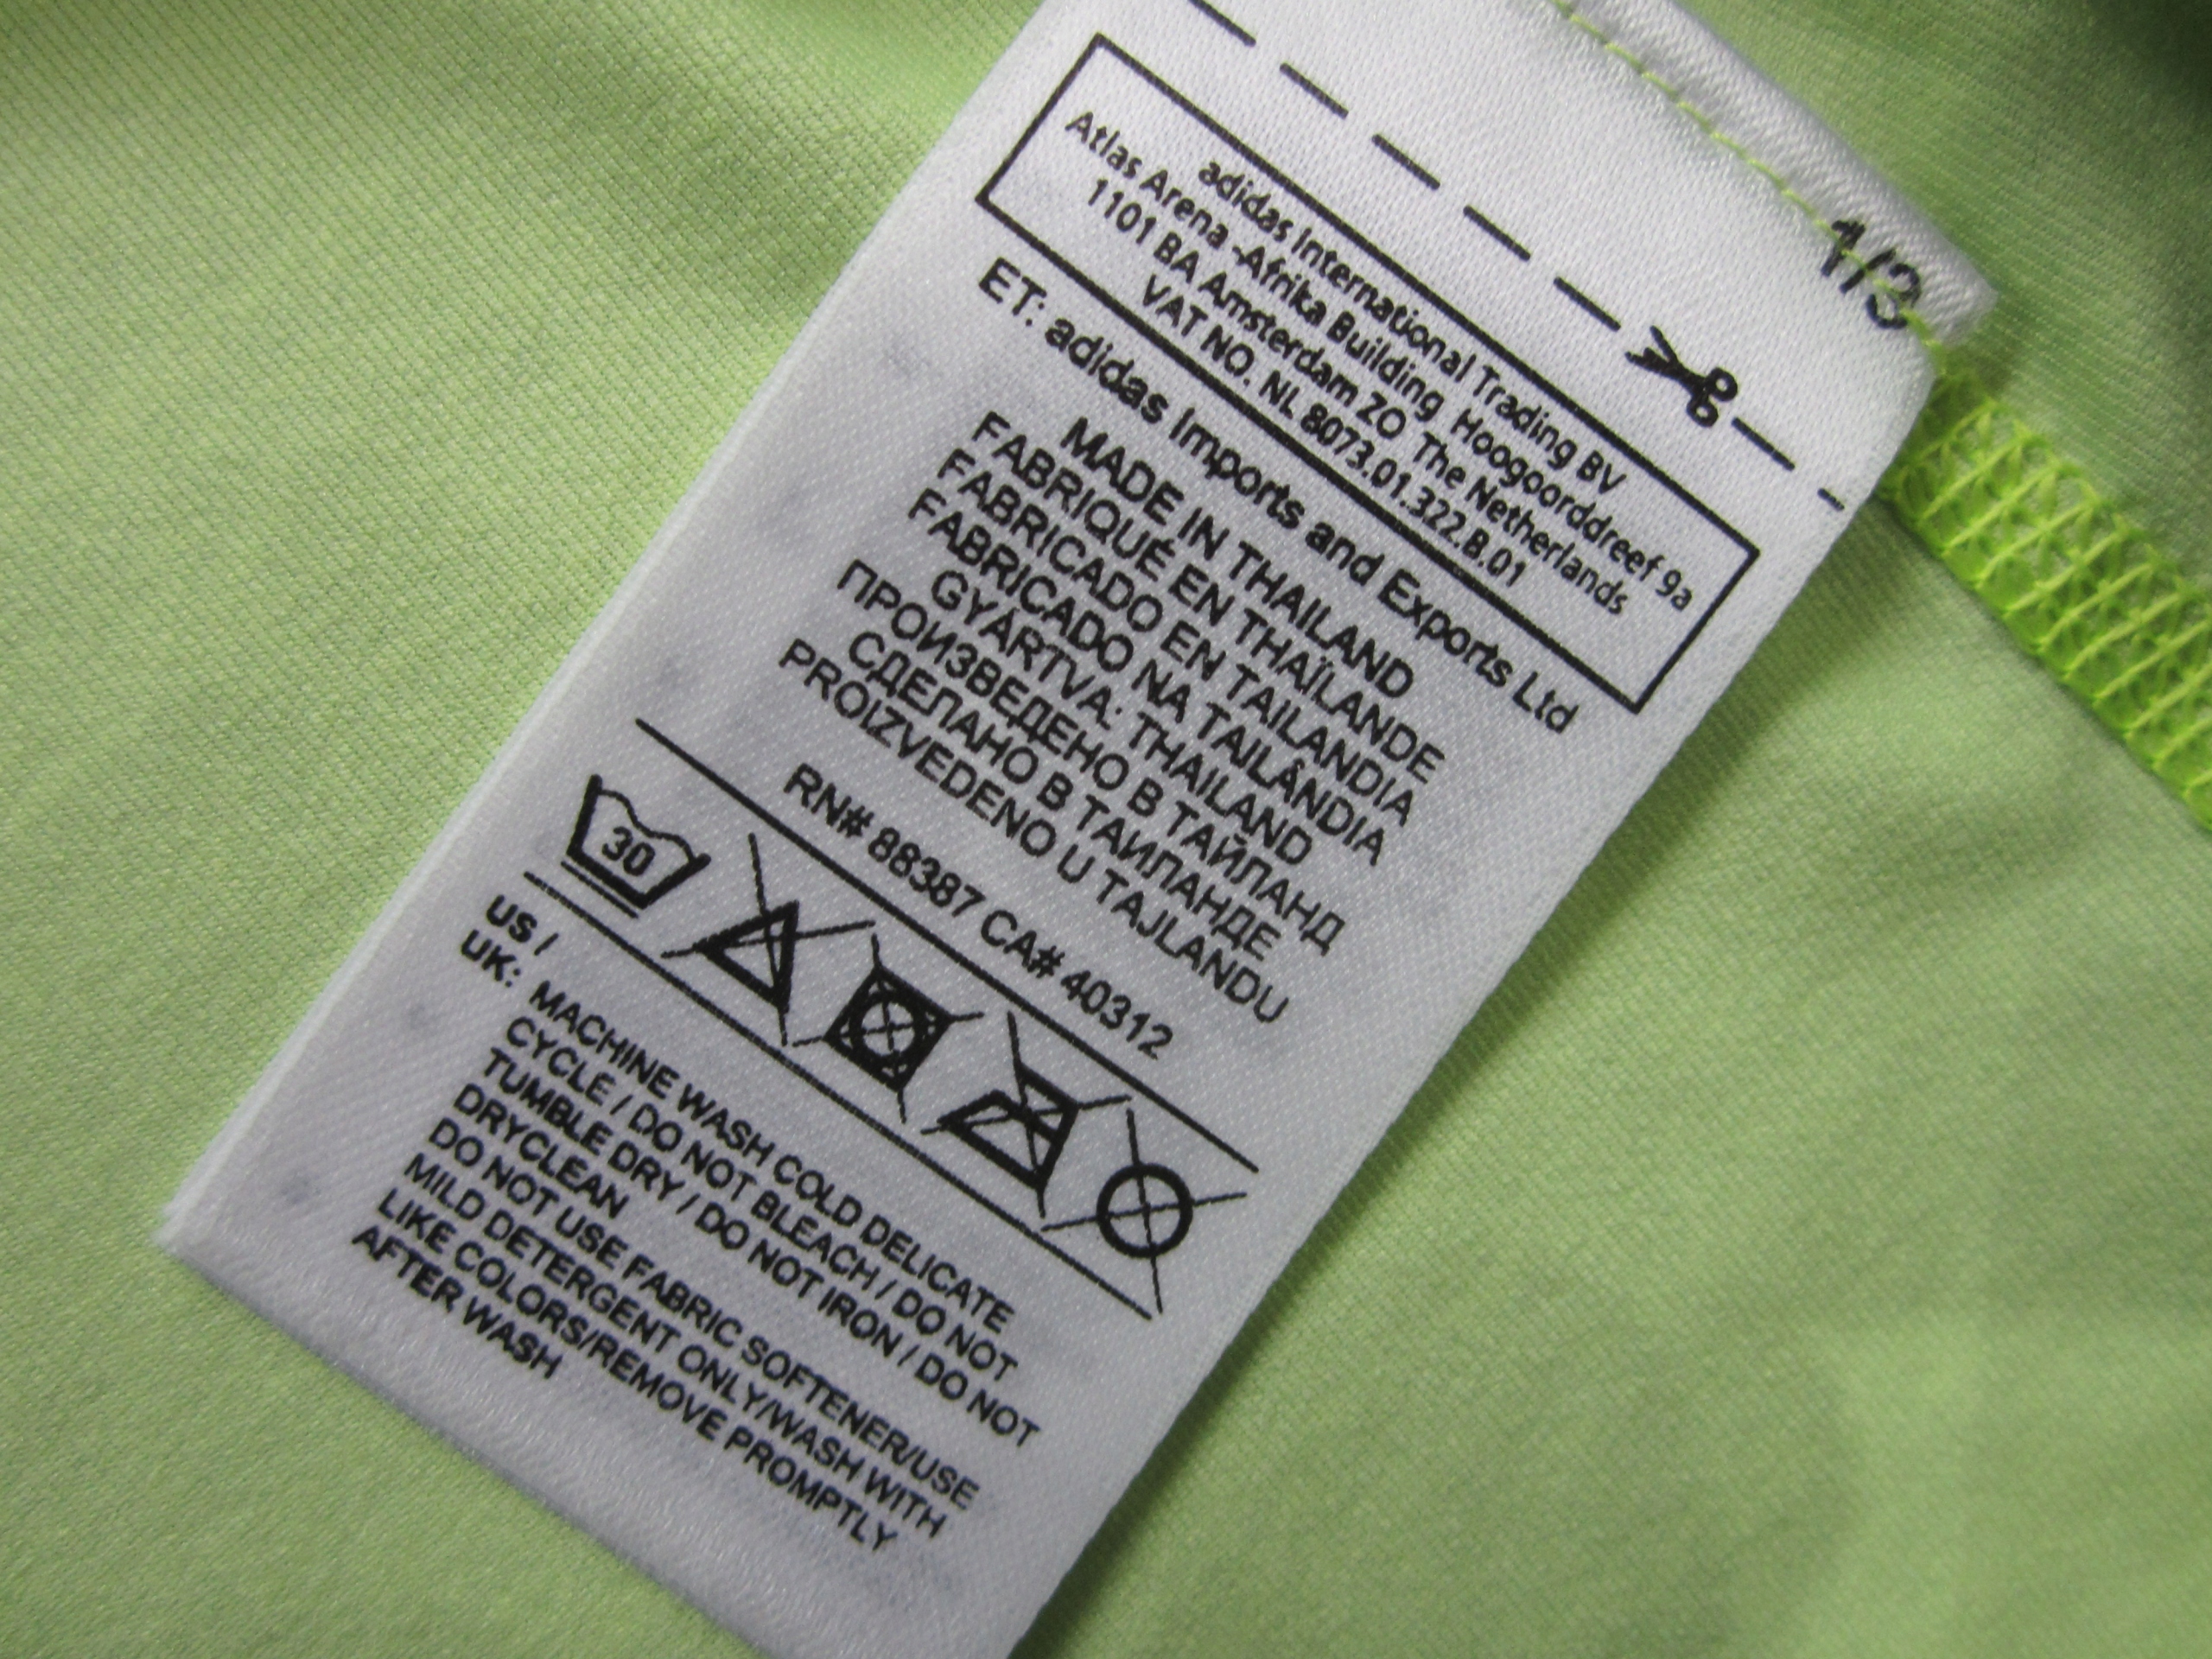 1/3
adidas International Trading BV
Atlas Arena -Afrika Building Hoogoorddreef 9a
1101 BA Amsterdam ZO The Netherlands
VAT NO. NL 8073.01.322.B.01
ET: adidas Imports and Exports Ltd
MADE IN THAILAND
FABRIQUÉ EN THAÏLANDE
FABRICADO EN TAILANDIA
FABRICADO NA TAILÂNDIA
GYÁRTVA: THAILAND
ПРОИЗВЕДЕНО В ТАЙЛАНД
СДЕЛАНО В ТАИЛАНДЕ
PROIZVEDENO U TAJLANDU
RN# 88387 CA# 40312
30
US /
UK: MACHINE WASH COLD DELICATE
CYCLE / DO NOT BLEACH / DO NOT
TUMBLE DRY / DO NOT IRON / DO NOT
DRYCLEAN
DO NOT USE FABRIC SOFTENER/USE
MILD DETERGENT ONLY/WASH WITH
LIKE COLORS/REMOVE PROMPTLY
AFTER WASH